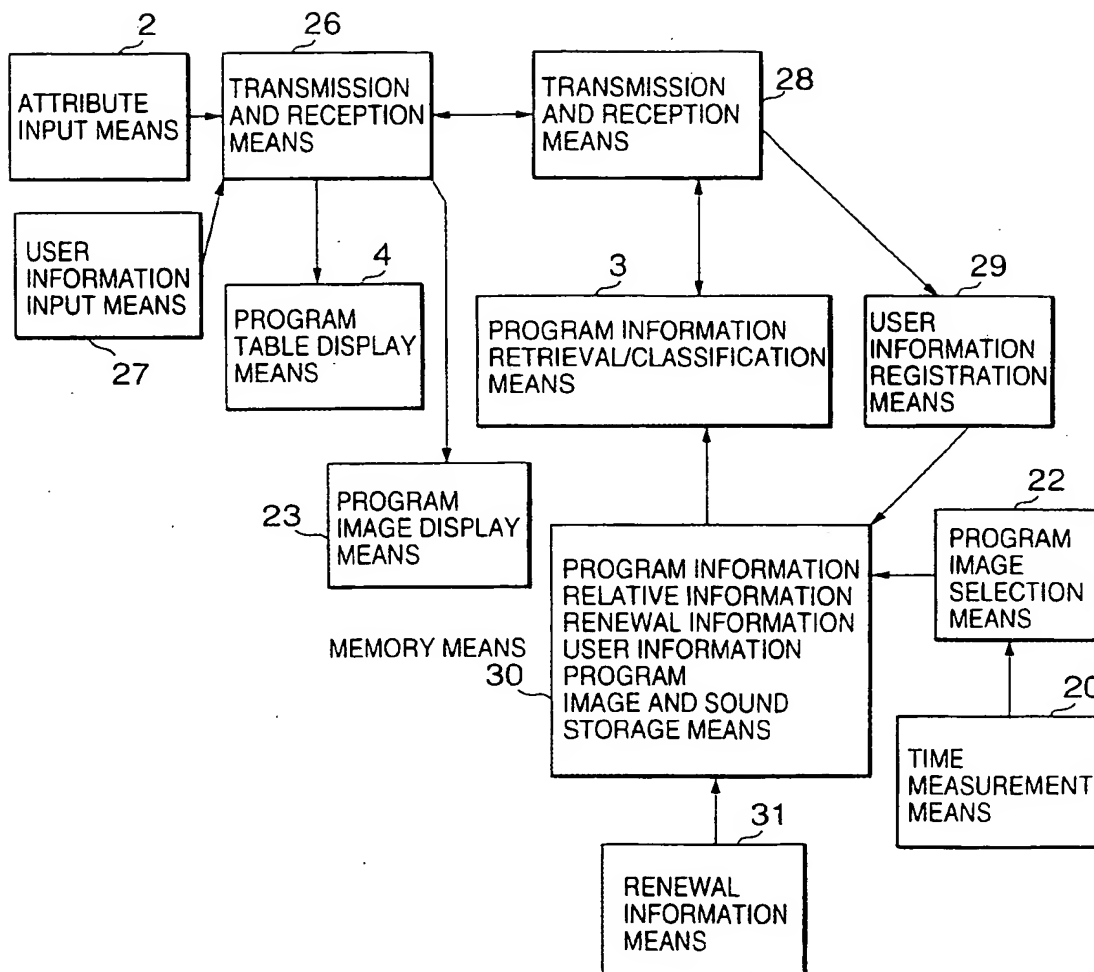 2
ATTRIBUTE
INPUT MEANS
26
TRANSMISSION
AND RECEPTION
MEANS
TRANSMISSION
AND RECEPTION
MEANS
28
USER
INFORMATION
INPUT MEANS
27
4
PROGRAM
TABLE DISPLAY
MEANS
3
PROGRAM INFORMATION
RETRIEVAL/CLASSIFICATION
MEANS
29
USER
INFORMATION
REGISTRATION
MEANS
23
PROGRAM
IMAGE DISPLAY
MEANS
MEMORY MEANS
30
PROGRAM INFORMATION
RELATIVE INFORMATION
RENEWAL INFORMATION
USER INFORMATION
PROGRAM
IMAGE AND SOUND
STORAGE MEANS
22
PROGRAM
IMAGE
SELECTION
MEANS
20
TIME
MEASUREMENT
MEANS
31
RENEWAL
INFORMATION
MEANS